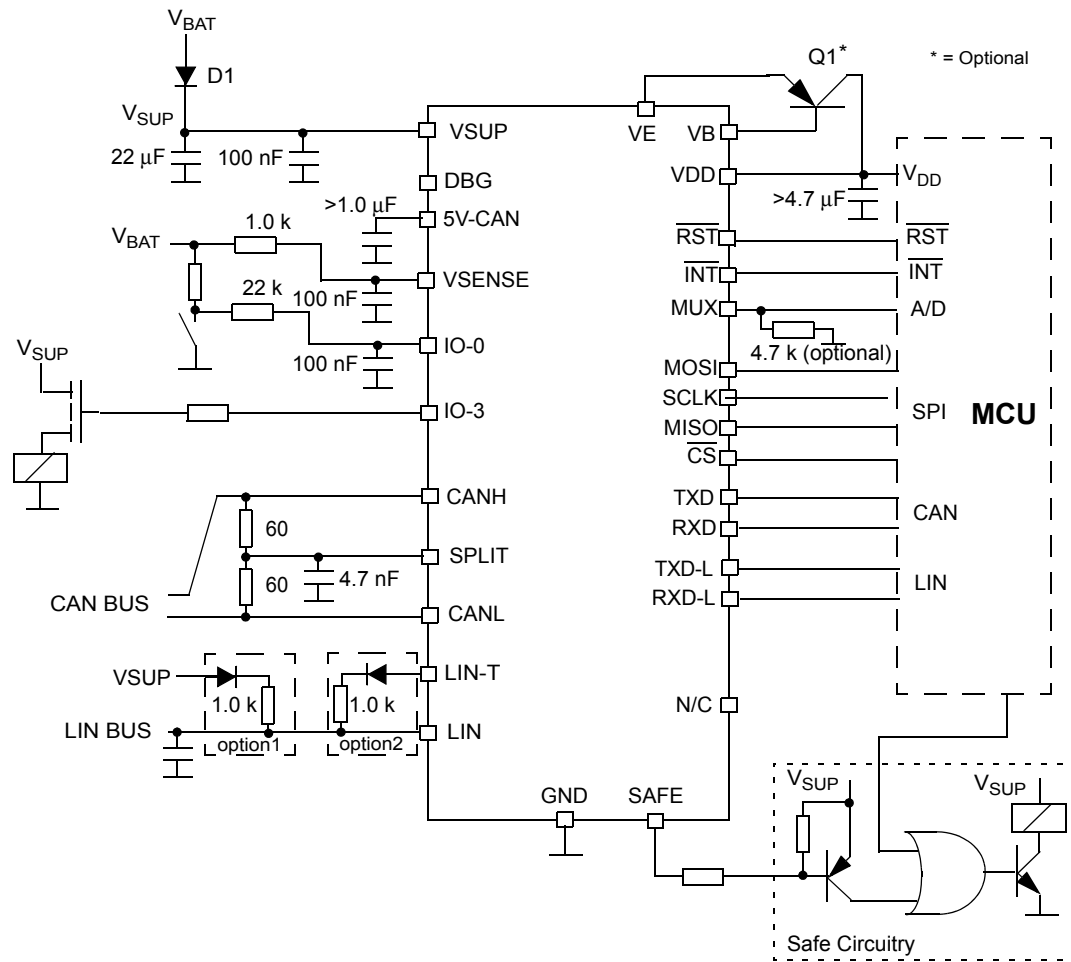 V_BAT
Q1*
* = Optional
D1
V_SUP
VSUP
VE
VB
22 μF
100 nF
DBG
VDD
V_DD
>1.0 μF
5V-CAN
>4.7 μF
1.0 k
V_BAT
RST
RST
VSENSE
INT
INT
22 k
100 nF
MUX
A/D
IO-0
4.7 k (optional)
V_SUP
100 nF
MOSI
SCLK
IO-3
SPI
MCU
MISO
CS
CANH
TXD
CAN
60
RXD
SPLIT
4.7 nF
TXD-L
60
LIN
CAN BUS
RXD-L
CANL
VSUP
LIN-T
1.0 k
1.0 k
N/C
LIN BUS
LIN
option1
option2
GND
SAFE
V_SUP
V_SUP
Safe Circuitry